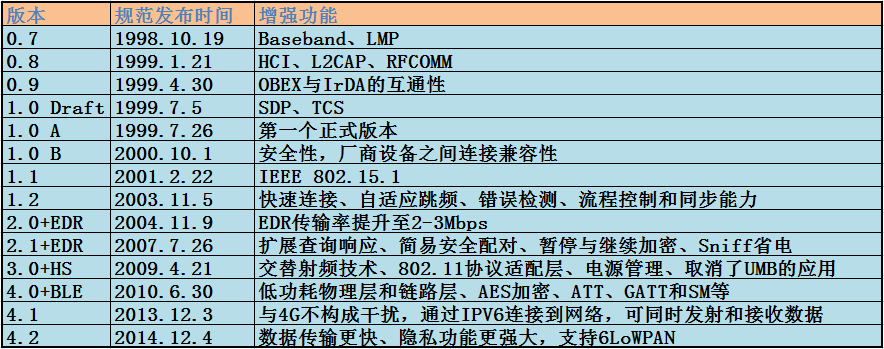 版本 规范发布时间 增强功能
0.7 1998.10.19 Baseband、LMP
0.8 1999.1.21 HCI、L2CAP、RFCOMM
0.9 1999.4.30 OBEX与IrDA的互通性
1.0 Draft 1999.7.5 SDP、TCS
1.0 A 1999.7.26 第一个正式版本
1.0 B 2000.10.1 安全性，厂商设备之间连接兼容性
1.1 2001.2.22 IEEE 802.15.1
1.2 2003.11.5 快速连接、自适应跳频、错误检测、流程控制和同步能力
2.0+EDR 2004.11.9 EDR传输率提升至2-3Mbps
2.1+EDR 2007.7.26 扩展查询响应、简易安全配对、暂停与继续加密、Sniff省电
3.0+HS 2009.4.21 交替射频技术、802.11协议适配层、电源管理、取消了UMB的应用
4.0+BLE 2010.6.30 低功耗物理层和链路层、AES加密、ATT、GATT和SM等
4.1 2013.12.3 与4G不构成干扰，通过IPV6连接到网络，可同时发射和接收数据
4.2 2014.12.4 数据传输更快、隐私功能更强大，支持6LoWPAN